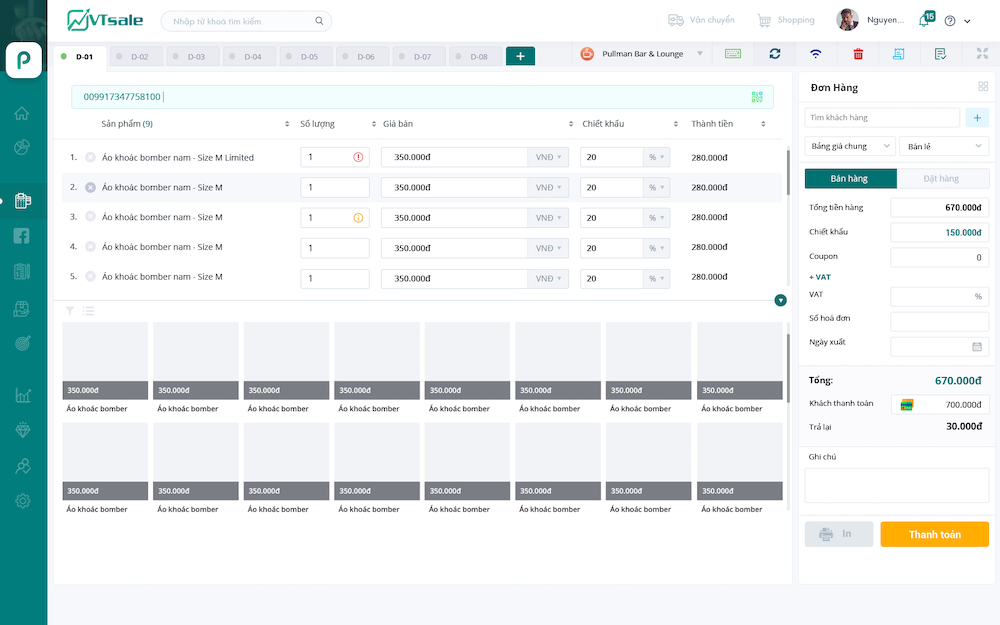 VTsale
Nhập từ khoá tìm kiếm
Vận chuyển
Shopping
Nguyen...
15
D-01
D-02
D-03
D-04
D-05
D-06
D-07
D-08
+
Pullman Bar & Lounge
009917347758100
Sản phẩm (9)
Số lượng
Giá bán
Chiết khấu
Thành tiền
1. Áo khoác bomber nam - Size M Limited 1 350.000đ VNĐ 20 % 280.000đ
2. Áo khoác bomber nam - Size M 1 350.000đ VNĐ 20 % 280.000đ
3. Áo khoác bomber nam - Size M 1 350.000đ VNĐ 20 % 280.000đ
4. Áo khoác bomber nam - Size M 1 350.000đ VNĐ 20 % 280.000đ
5. Áo khoác bomber nam - Size M 1 350.000đ VNĐ 20 % 280.000đ
350.000đ 350.000đ 350.000đ 350.000đ 350.000đ 350.000đ 350.000đ 350.000đ
Áo khoác bomber Áo khoác bomber Áo khoác bomber Áo khoác bomber Áo khoác bomber Áo khoác bomber Áo khoác bomber Áo khoác bomber
350.000đ 350.000đ 350.000đ 350.000đ 350.000đ 350.000đ 350.000đ 350.000đ
Áo khoác bomber Áo khoác bomber Áo khoác bomber Áo khoác bomber Áo khoác bomber Áo khoác bomber Áo khoác bomber Áo khoác bomber
Đơn Hàng
Tìm khách hàng
+
Bảng giá chung
Bán lẻ
Bán hàng
Đặt hàng
Tổng tiền hàng 670.000đ
Chiết khấu 150.000đ
Coupon 0
+ VAT
VAT %
Số hoá đơn
Ngày xuất
Tổng: 670.000đ
Khách thanh toán 700.000đ
Trả lại 30.000đ
Ghi chú
In
Thanh toán